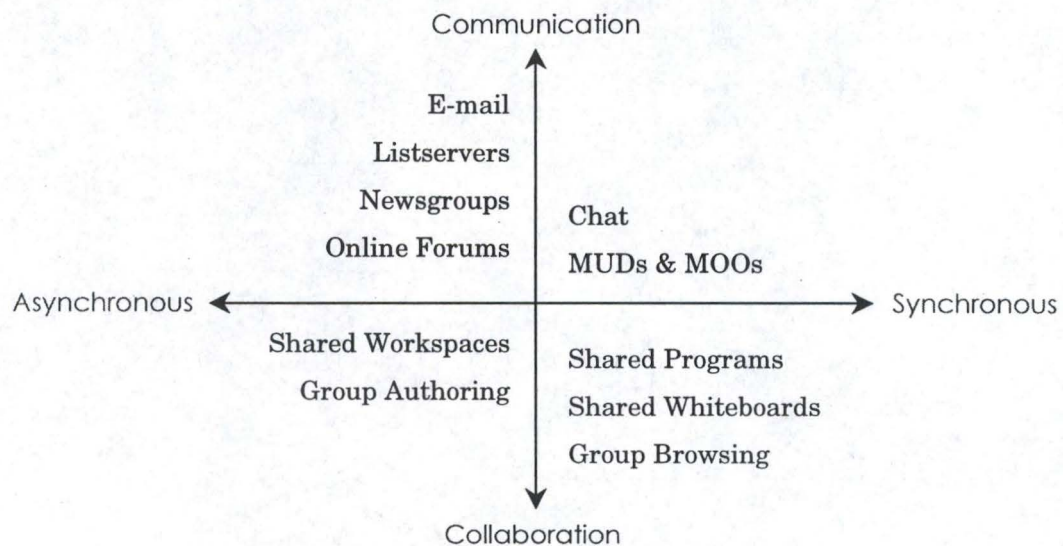 Communication
E-mail
Listservers
Newsgroups
Online Forums
Chat
MUDs & MOOs
Asynchronous
Synchronous
Shared Workspaces
Group Authoring
Shared Programs
Shared Whiteboards
Group Browsing
Collaboration